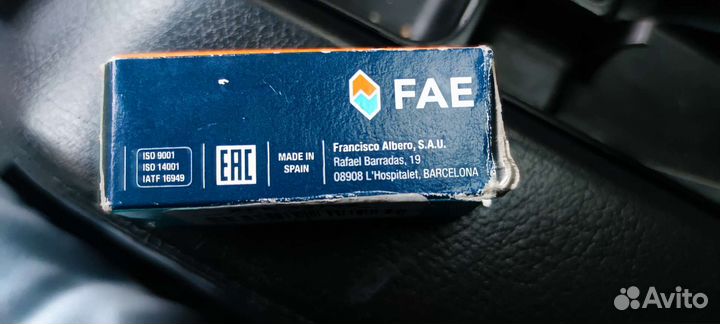 FAE
ISO 9001
ISO 14001
IATF 16949
EAC
MADE IN
SPAIN
Francisco Albero, S.A.U.
Rafael Barradas, 19
08908 L'Hospitalet, BARCELONA
Avito